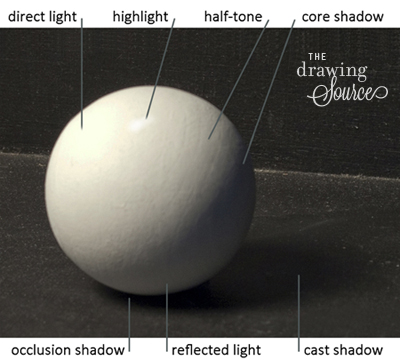 direct light highlight half-tone core shadow
THE
drawing
Source
occlusion shadow reflected light cast shadow